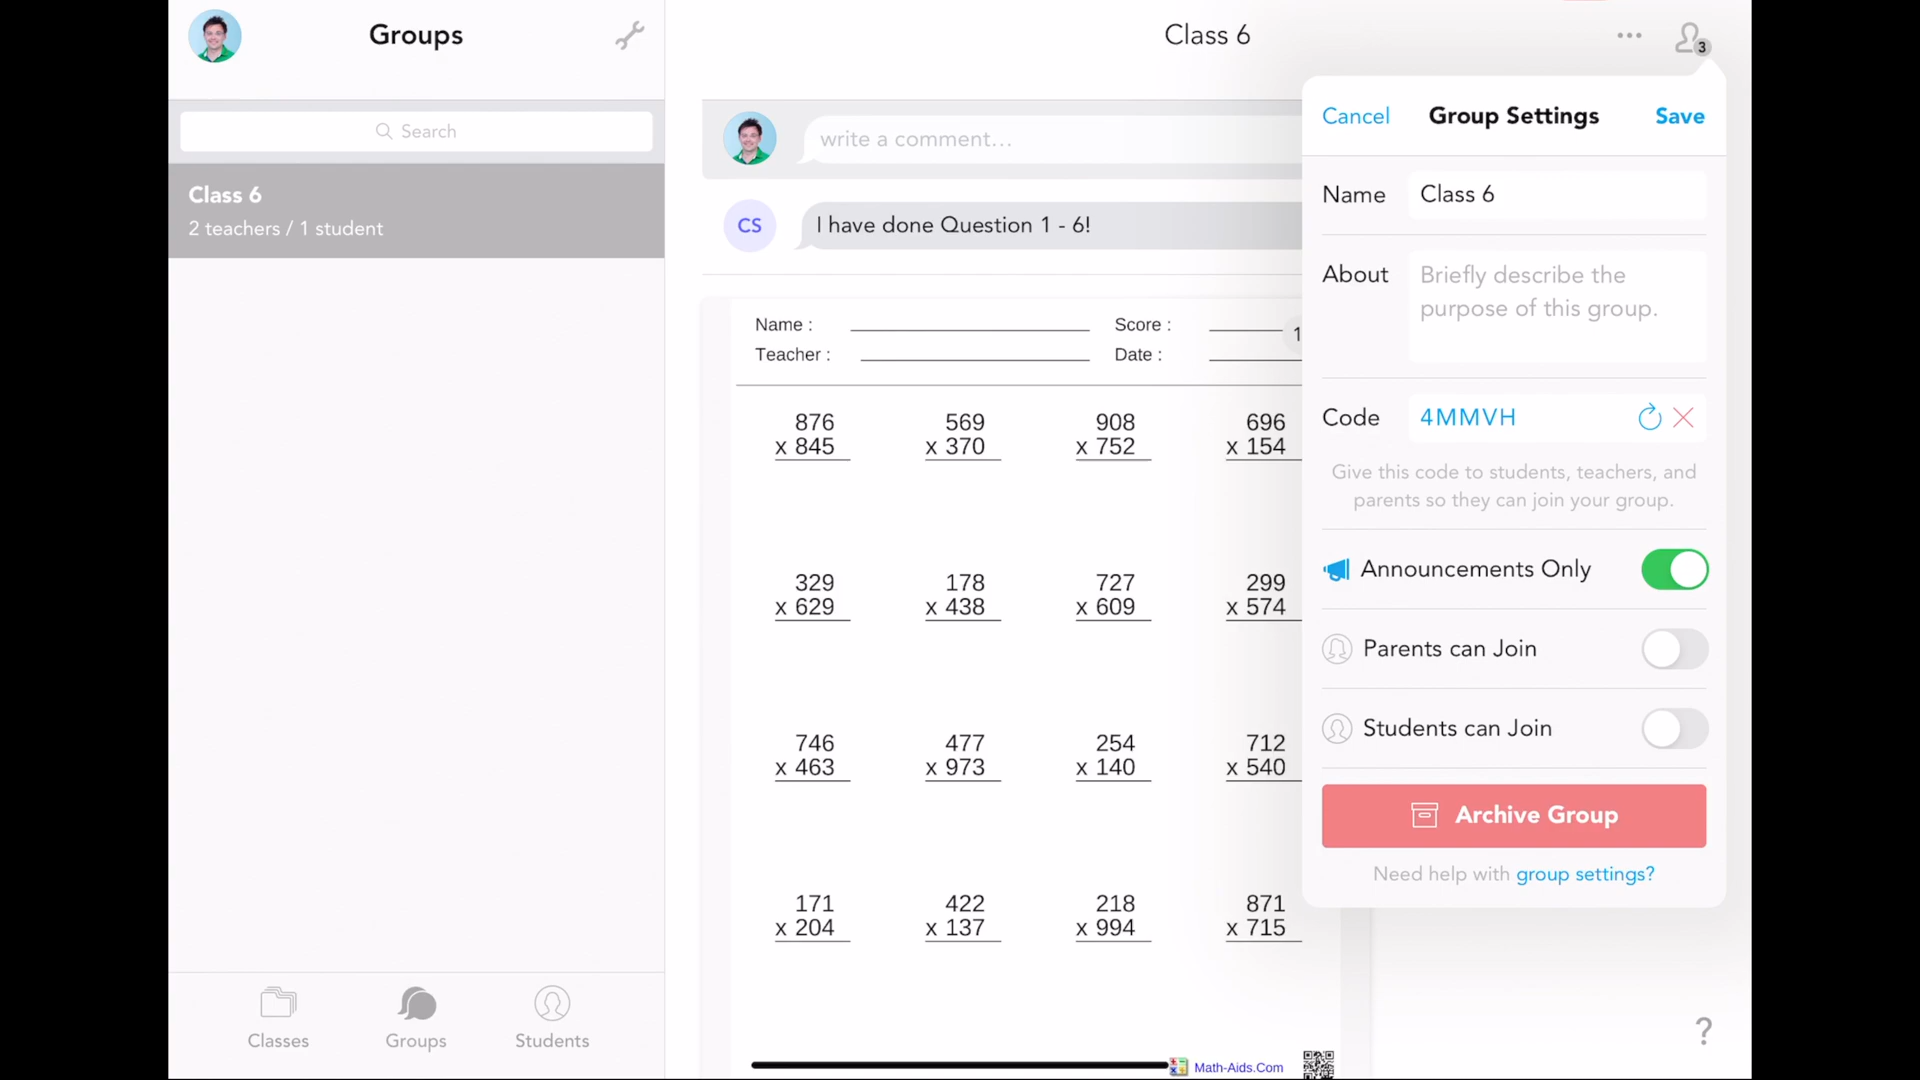 Groups
Search
Class 6
2 teachers / 1 student
Classes
Groups
Students
Class 6
3
write a comment...
CS
I have done Question 1 - 6!
Name :
Score :
1
Teacher :
Date :
876 569 908 696
x 845 x 370 x 752 x 154
329 178 727 299
x 629 x 438 x 609 x 574
746 477 254 712
x 463 x 973 x 140 x 540
171 422 218 871
x 204 x 137 x 994 x 715
Math-Aids.Com
Cancel
Group Settings
Save
Name
Class 6
About
Briefly describe the
purpose of this group.
Code
4MMVH
Give this code to students, teachers, and
parents so they can join your group.
Announcements Only
Parents can Join
Students can Join
Archive Group
Need help with group settings?
?